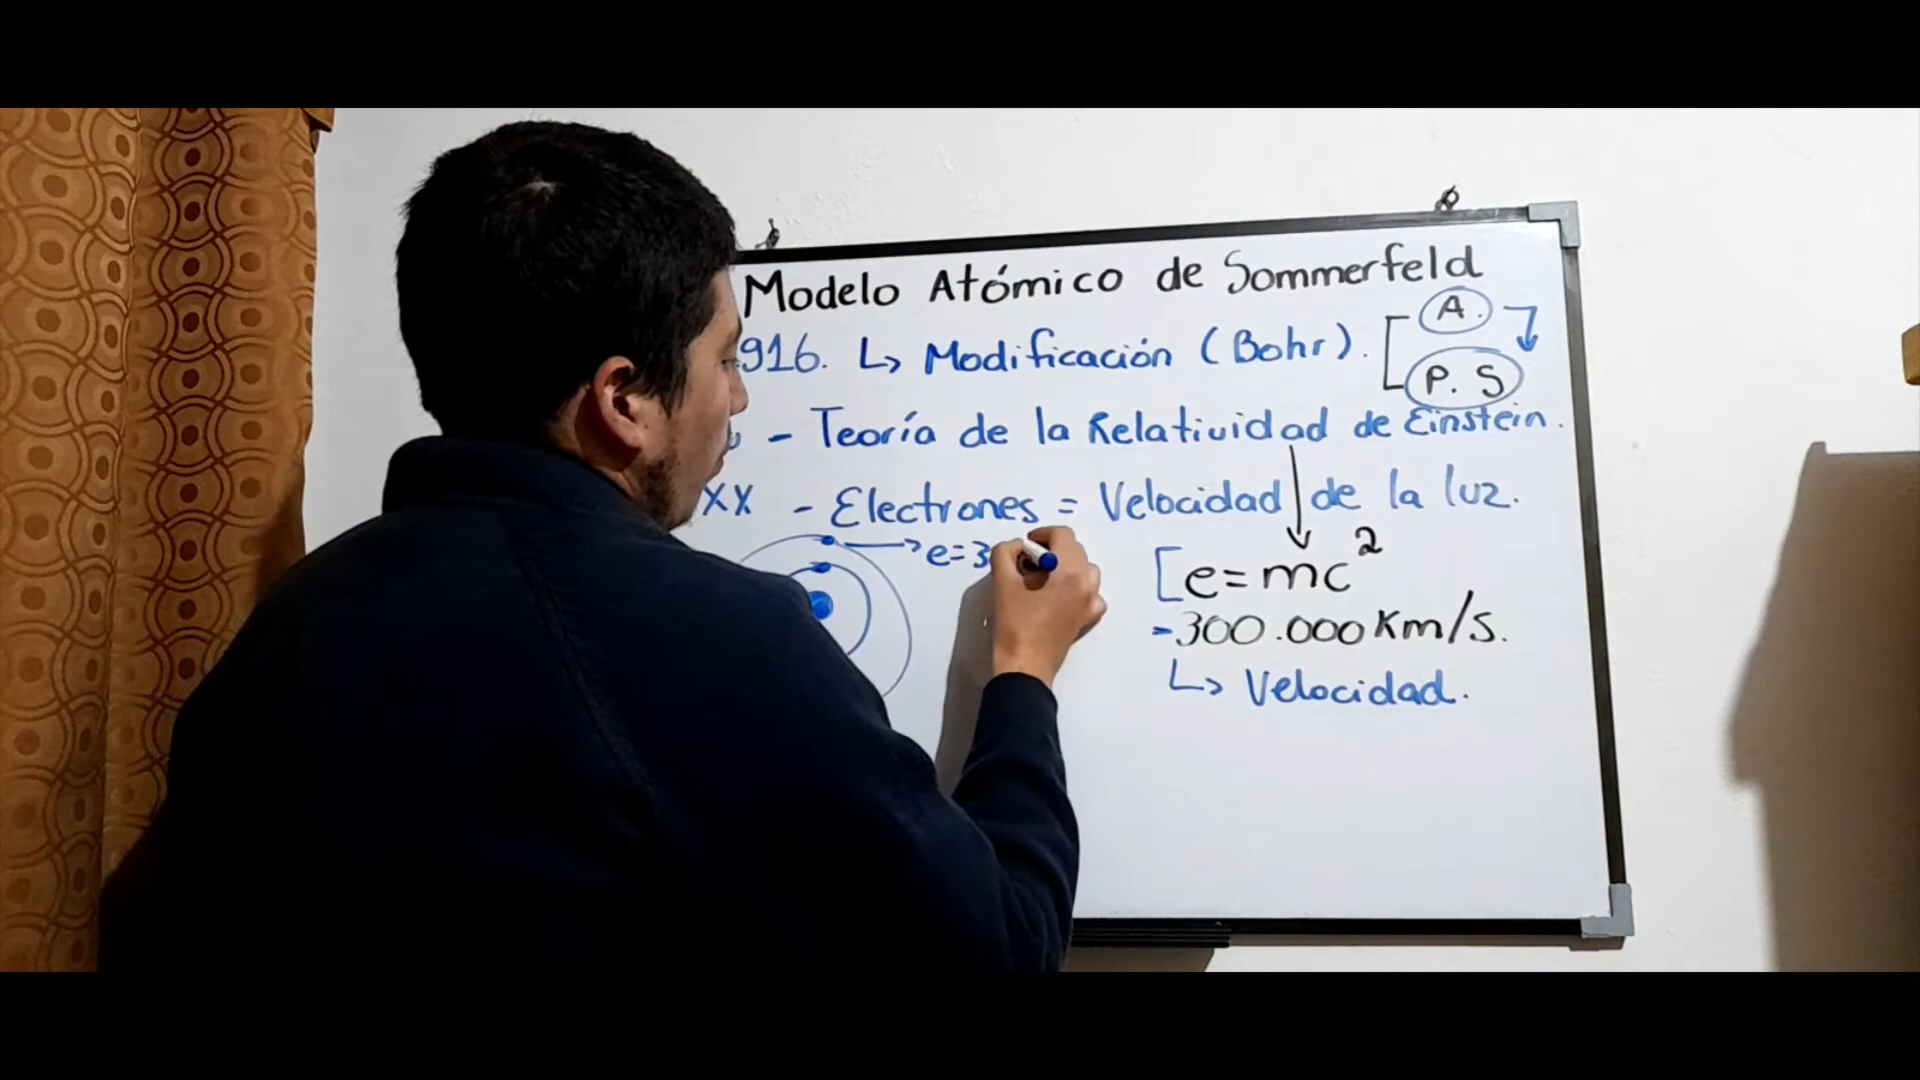 Modelo Atómico de Sommerfeld
916. ↳ Modificación (Bohr). [A.
P. S
- Teoría de la Relatividad de Einstein.
XX - Electrones = Velocidad de la luz.
e=3
[e=mc²
-300.000 Km/s.
↳ Velocidad.